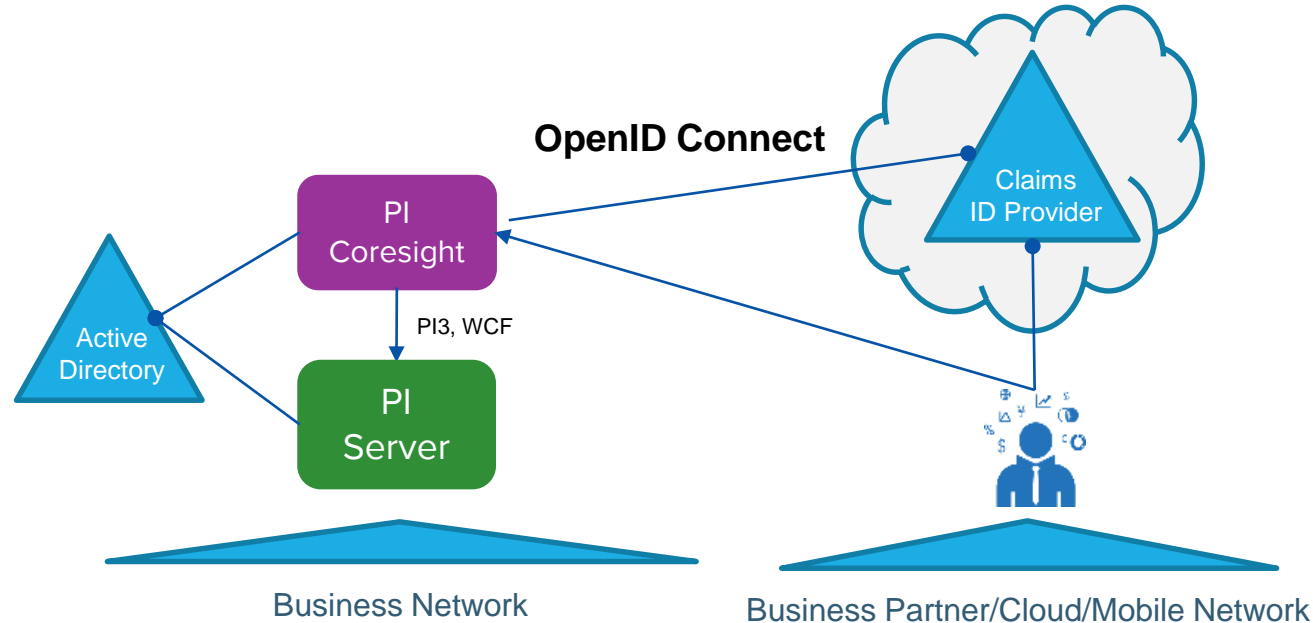 OpenID Connect
Claims
ID Provider
PI
Coresight
Active
Directory
PI3, WCF
PI
Server
Business Network
Business Partner/Cloud/Mobile Network